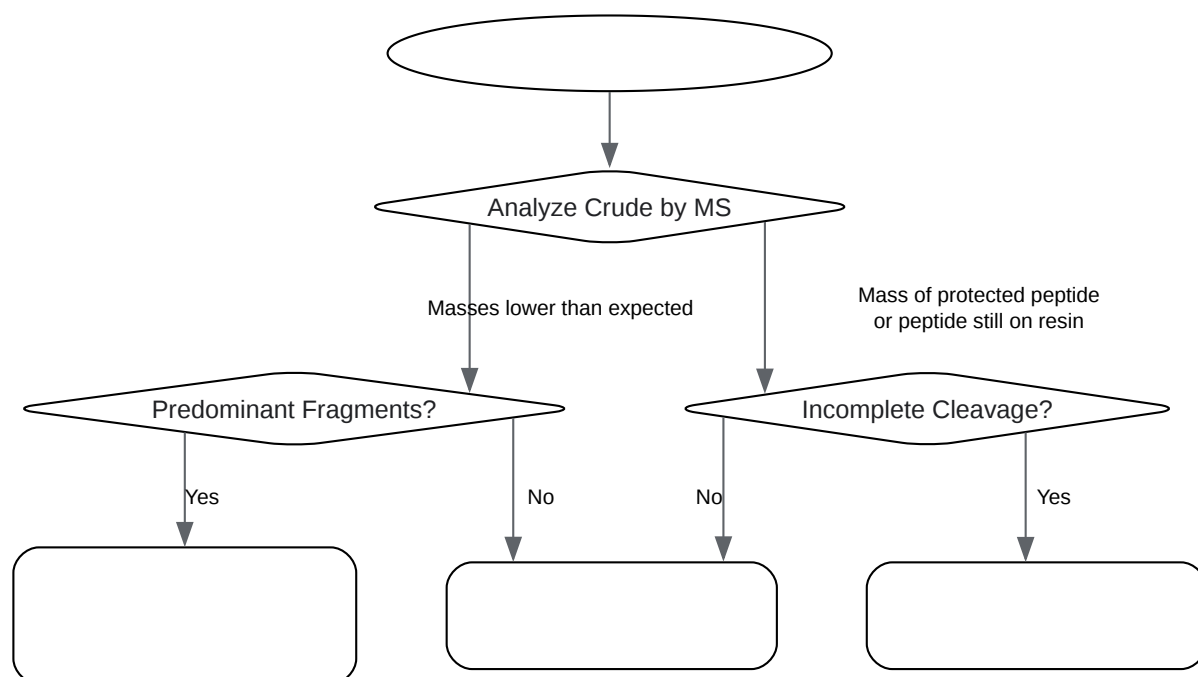 Analyze Crude by MS
Masses lower than expected
Mass of protected peptide
or peptide still on resin
Predominant Fragments?
Incomplete Cleavage?
Yes
No
No
Yes